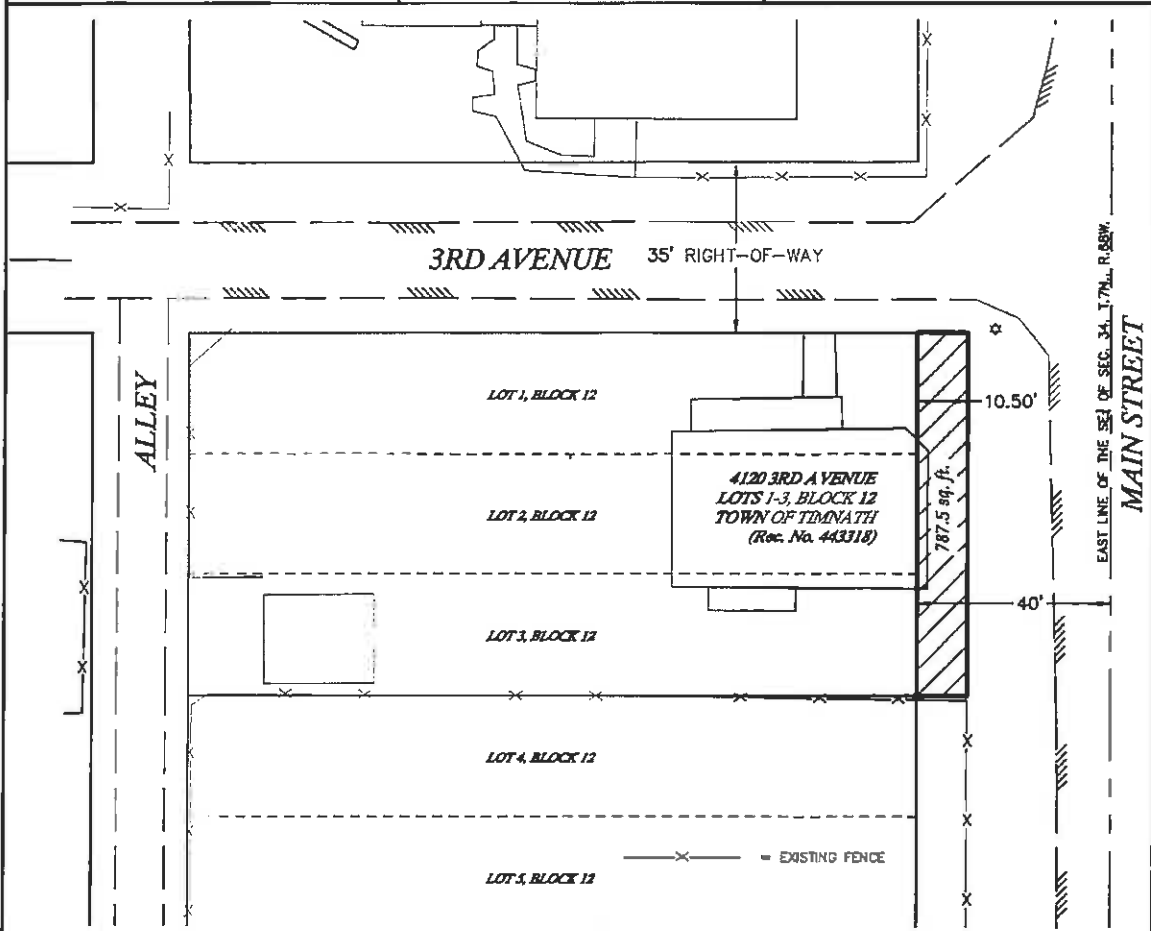 3RD AVENUE
35' RIGHT-OF-WAY
ALLEY
LOT 1, BLOCK 12
10.50'
4120 3RD AVENUE
LOTS 1-3, BLOCK 12
TOWN OF TIMNATH
(Rec. No. 443318)
787.5 sq. ft.
LOT 2, BLOCK 12
40'
LOT 3, BLOCK 12
EAST LINE OF THE SE¼ OF SEC. 34, T.7N., R.68W.
MAIN STREET
LOT 4, BLOCK 12
= EXISTING FENCE
LOT 5, BLOCK 12